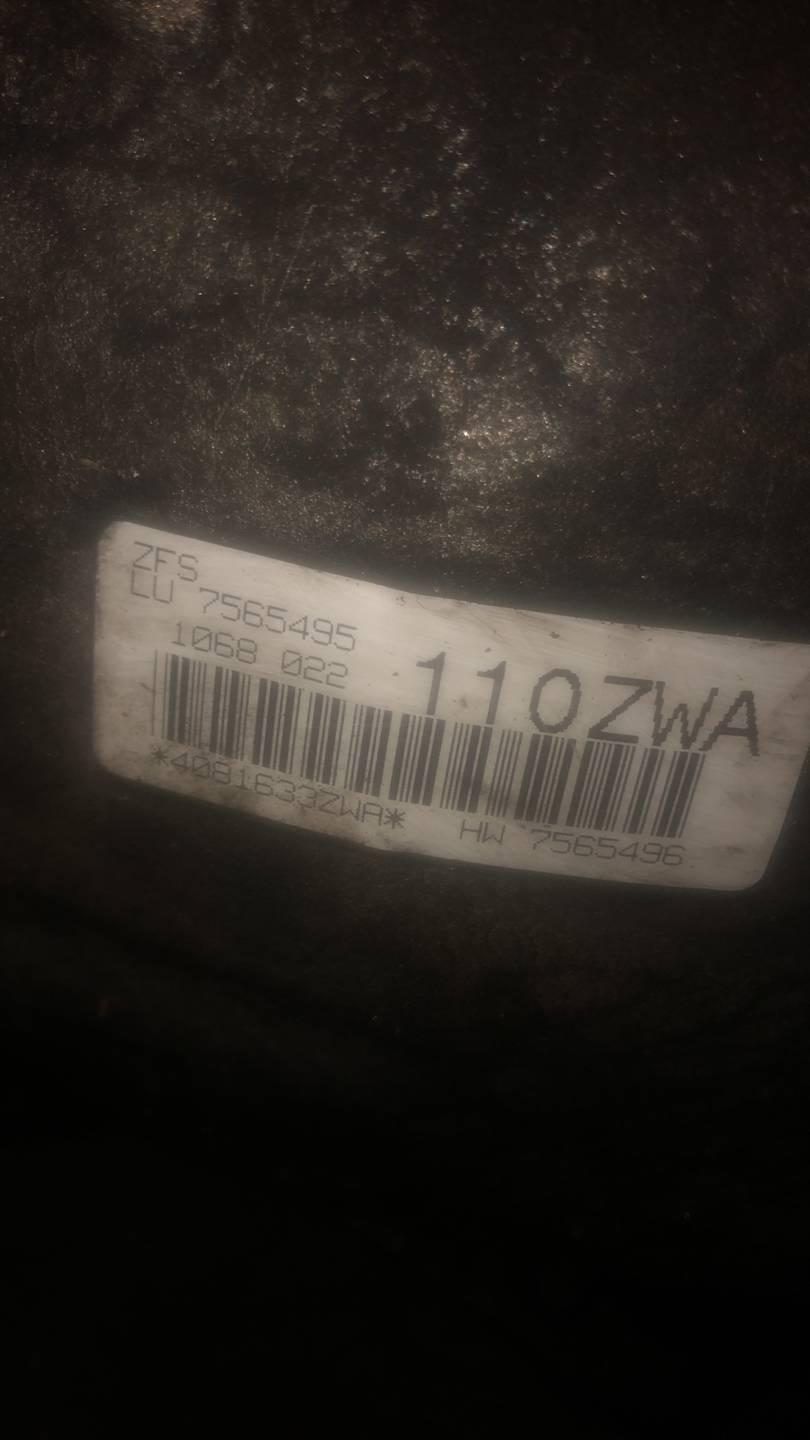 ZFS
LU 7565495
1068 022
110ZWA
*4081633ZWA*
HW 7565496